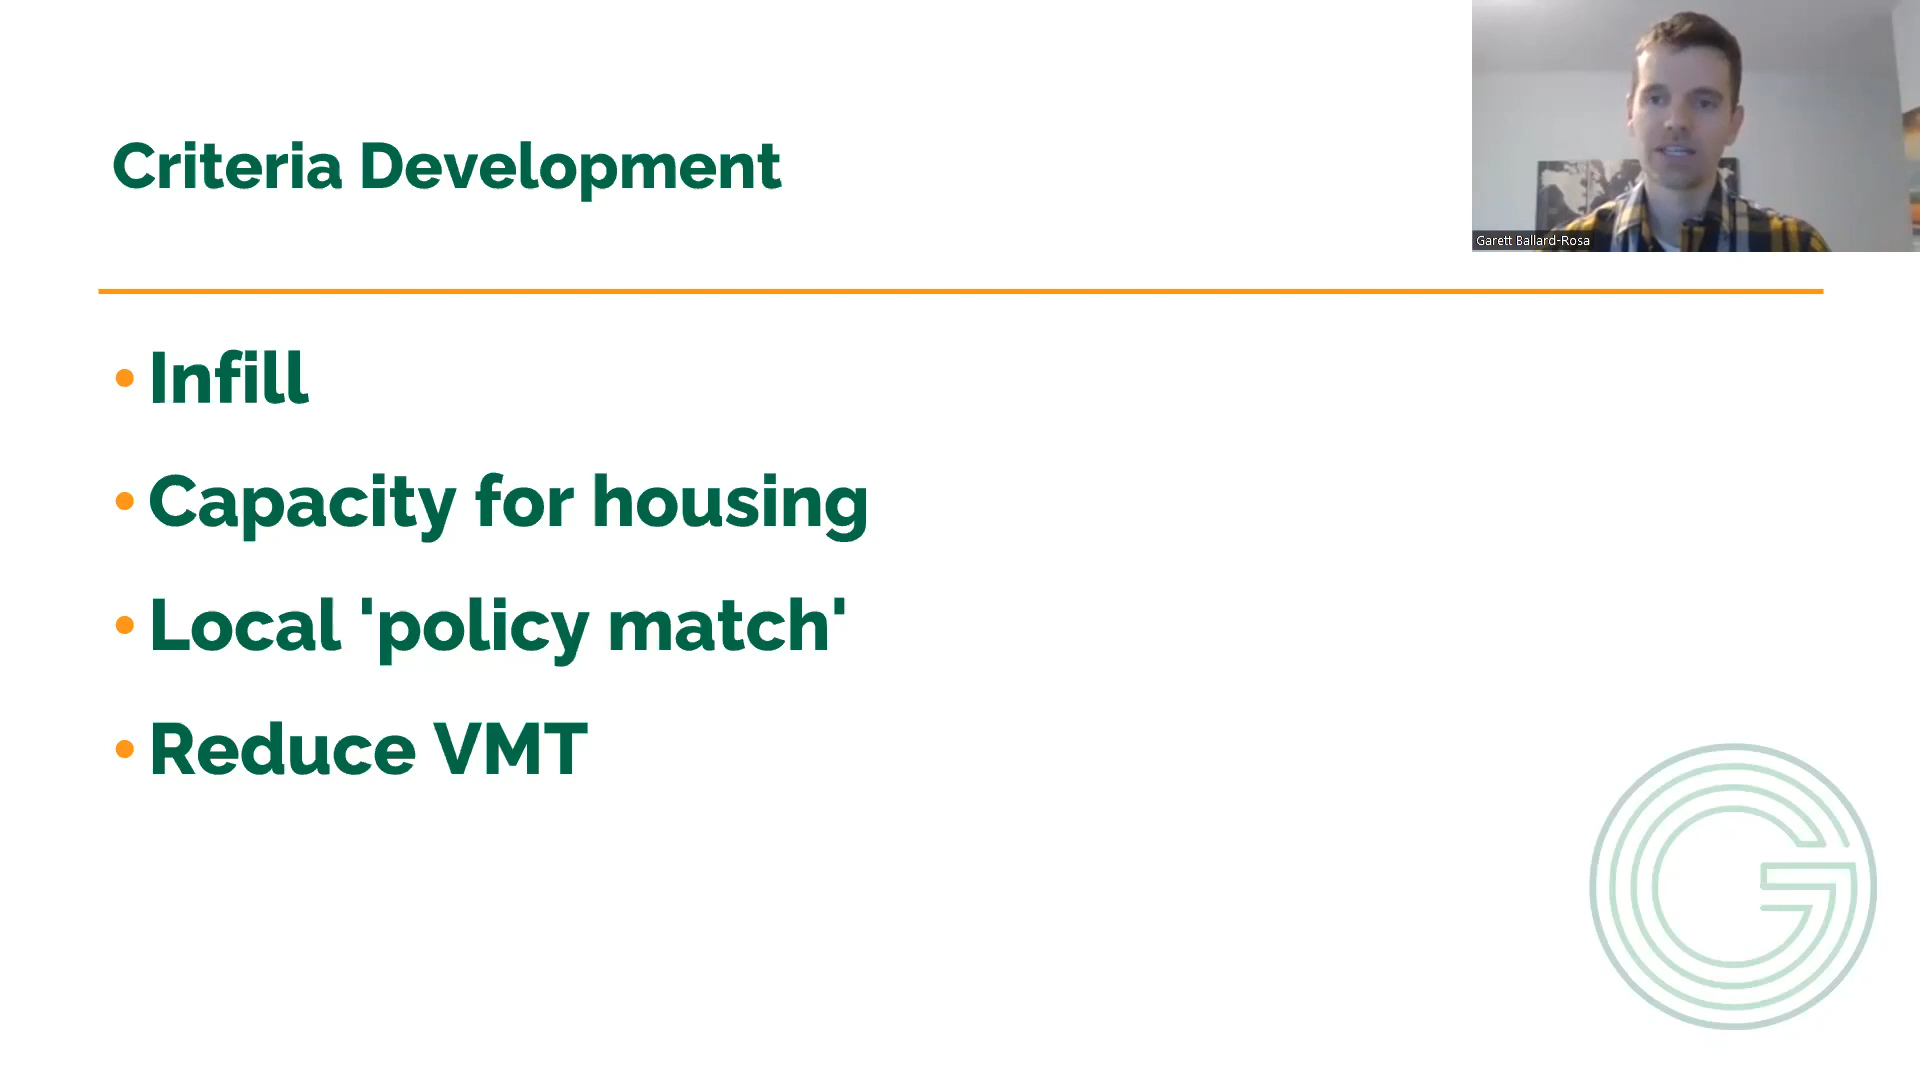 Criteria Development
Garett Ballard-Rosa
• Infill
• Capacity for housing
• Local 'policy match'
• Reduce VMT